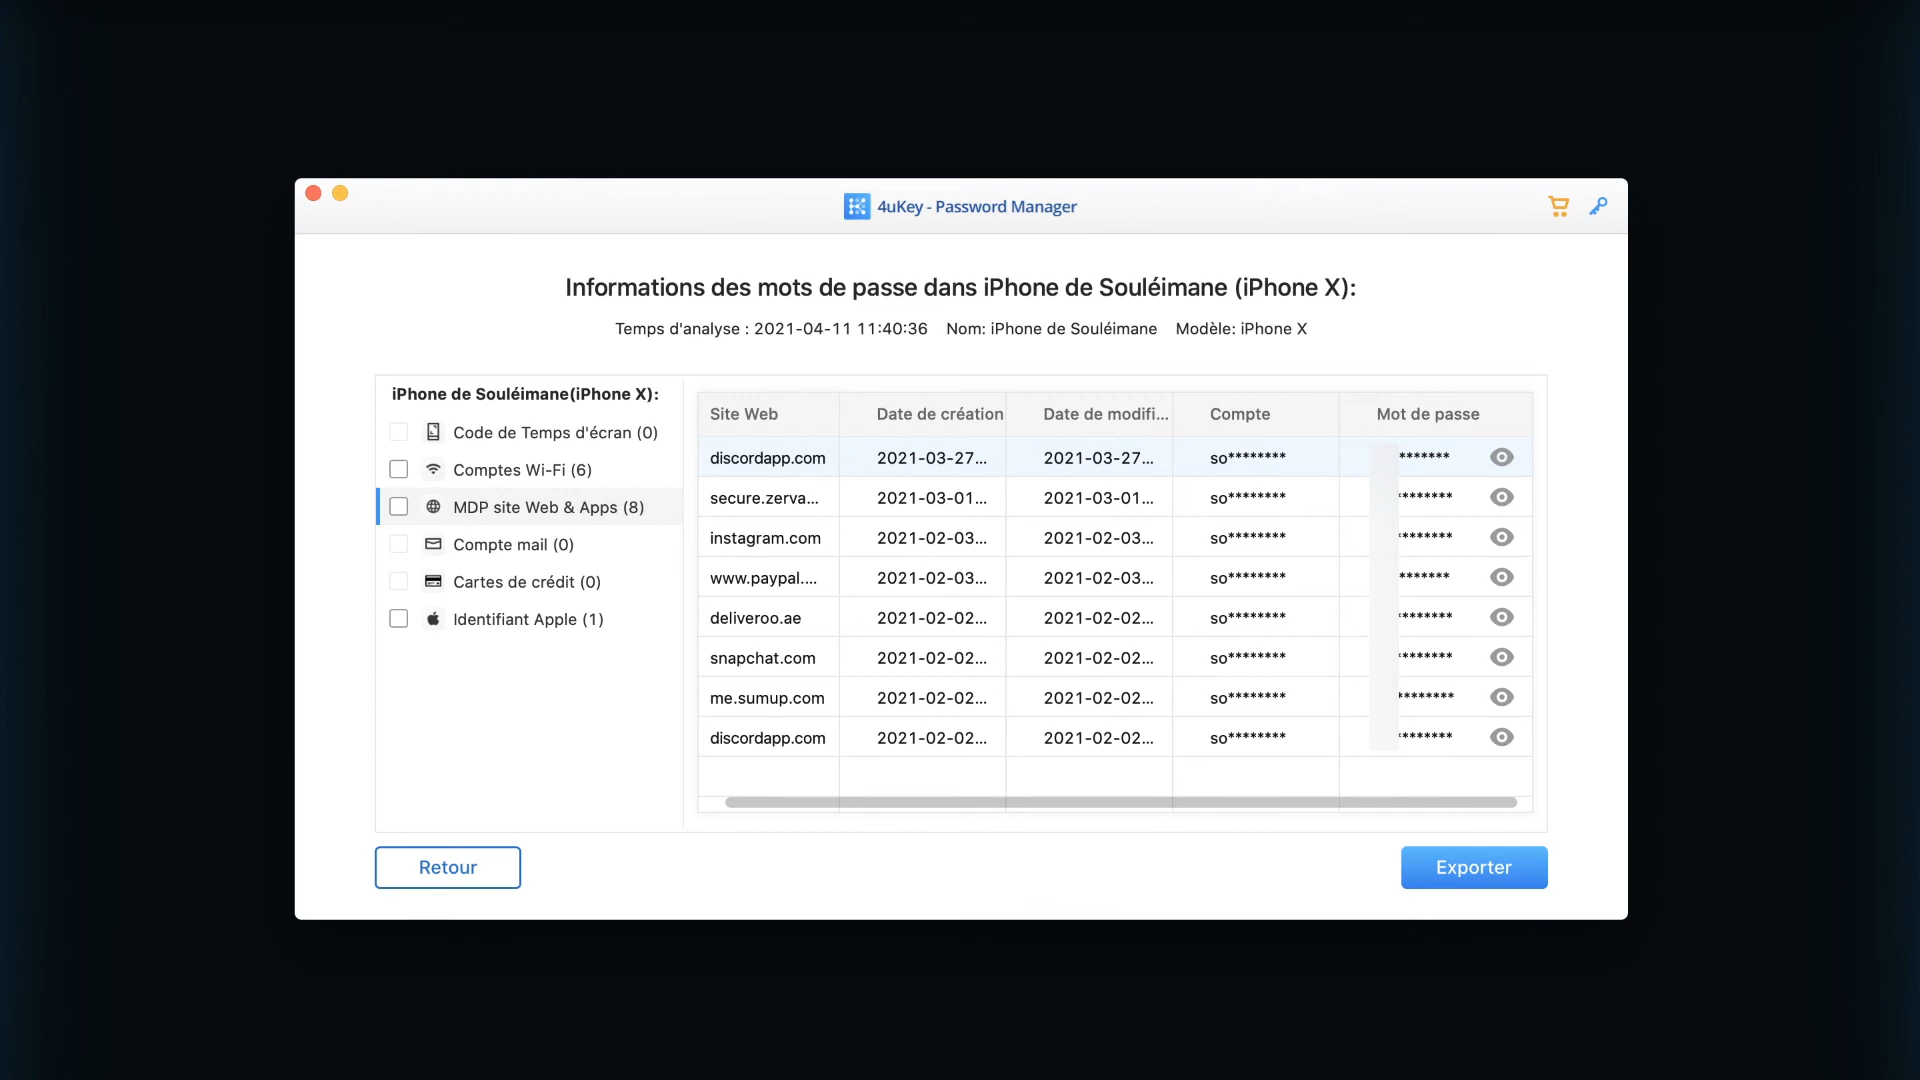 4uKey - Password Manager
Informations des mots de passe dans iPhone de Souléimane (iPhone X):
Temps d'analyse : 2021-04-11 11:40:36 Nom: iPhone de Souléimane Modèle: iPhone X
iPhone de Souléimane(iPhone X):
Code de Temps d'écran (0)
Comptes Wi-Fi (6)
MDP site Web & Apps (8)
Compte mail (0)
Cartes de crédit (0)
Identifiant Apple (1)
Site Web Date de création Date de modifi... Compte Mot de passe
discordapp.com 2021-03-27... 2021-03-27... so******** *******
secure.zerva... 2021-03-01... 2021-03-01... so******** ********
instagram.com 2021-02-03... 2021-02-03... so******** ********
www.paypal.... 2021-02-03... 2021-02-03... so******** *******
deliveroo.ae 2021-02-02... 2021-02-02... so******** ********
snapchat.com 2021-02-02... 2021-02-02... so******** ********
me.sumup.com 2021-02-02... 2021-02-02... so******** ********
discordapp.com 2021-02-02... 2021-02-02... so******** ********
Retour
Exporter